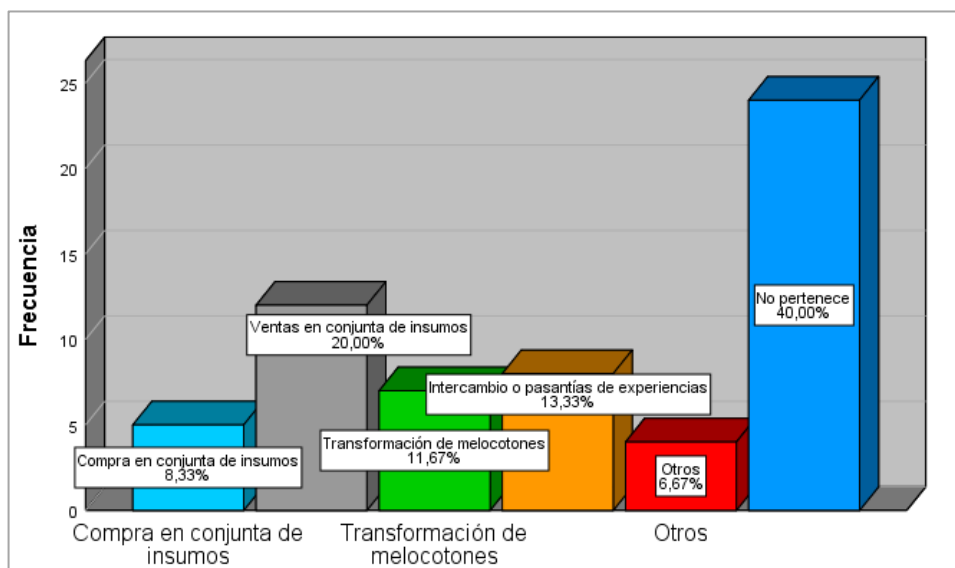 Frecuencia
25
20
15
10
5
0
Compra en conjunta de insumos
8,33%
Ventas en conjunta de insumos
20,00%
Transformación de melocotones
11,67%
Intercambio o pasantías de experiencias
13,33%
Otros
6,67%
No pertenece
40,00%
Compra en conjunta de
insumos
Transformación de
melocotones
Otros